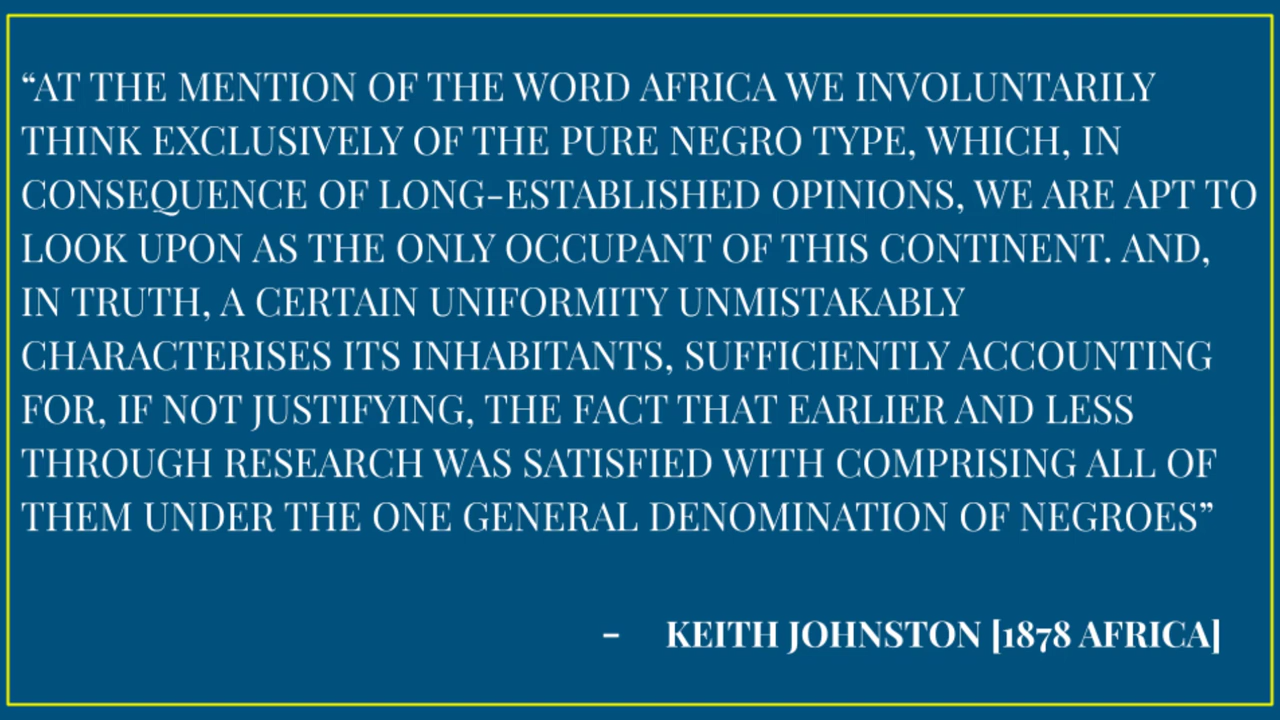 “AT THE MENTION OF THE WORD AFRICA WE INVOLUNTARILY
THINK EXCLUSIVELY OF THE PURE NEGRO TYPE, WHICH, IN
CONSEQUENCE OF LONG-ESTABLISHED OPINIONS, WE ARE APT TO
LOOK UPON AS THE ONLY OCCUPANT OF THIS CONTINENT. AND,
IN TRUTH, A CERTAIN UNIFORMITY UNMISTAKABLY
CHARACTERISES ITS INHABITANTS, SUFFICIENTLY ACCOUNTING
FOR, IF NOT JUSTIFYING, THE FACT THAT EARLIER AND LESS
THROUGH RESEARCH WAS SATISFIED WITH COMPRISING ALL OF
THEM UNDER THE ONE GENERAL DENOMINATION OF NEGROES”
– KEITH JOHNSTON [1878 AFRICA]